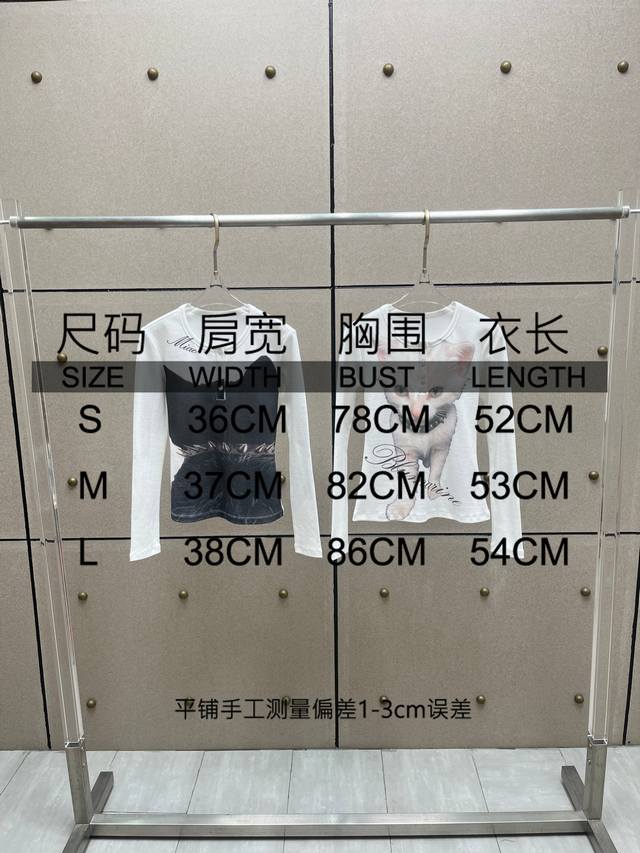 尺码 肩宽 胸围 衣长
SIZE WIDTH BUST LENGTH
S 36CM 78CM 52CM
M 37CM 82CM 53CM
L 38CM 86CM 54CM
平铺手工测量偏差1-3cm误差